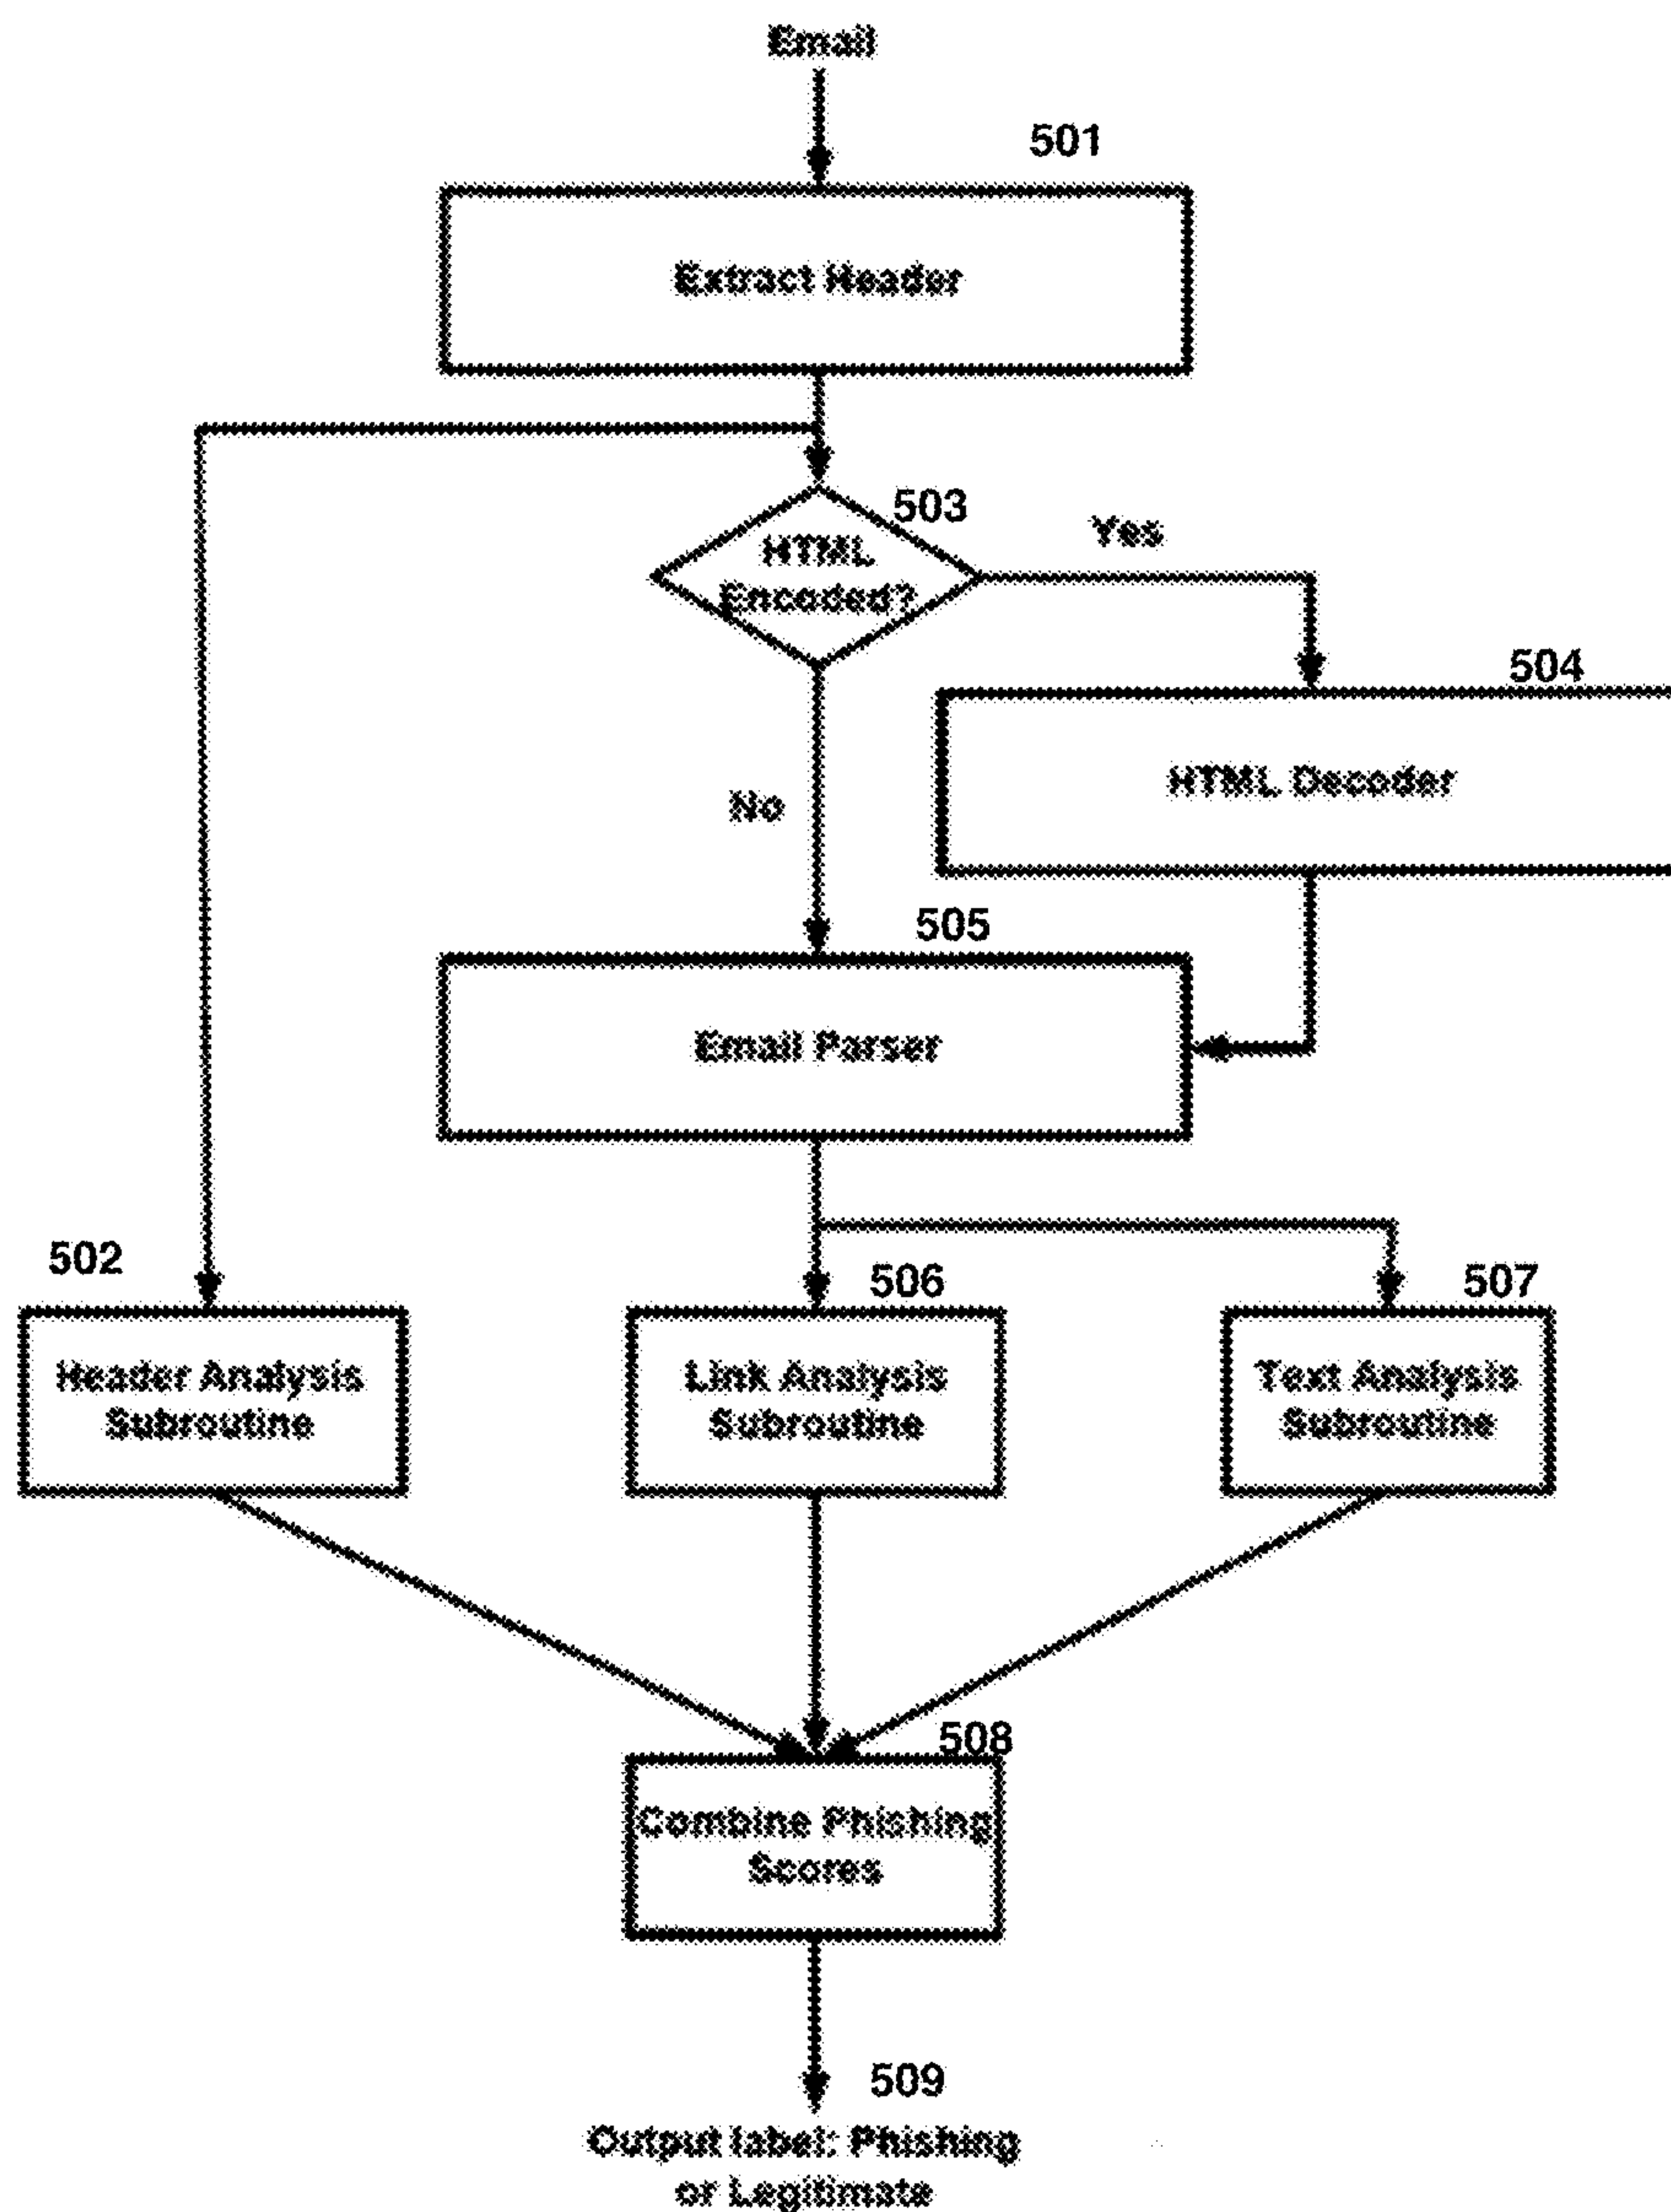 Email
501
Extract Header
503
HTML
Encoded?
Yes
504
HTML Decoder
No
505
Email Parser
502
506
507
Header Analysis
Subroutine
Link Analysis
Subroutine
Text Analysis
Subroutine
508
Combine Phishing
Scores
509
Output label: Phishing
or Legitimate